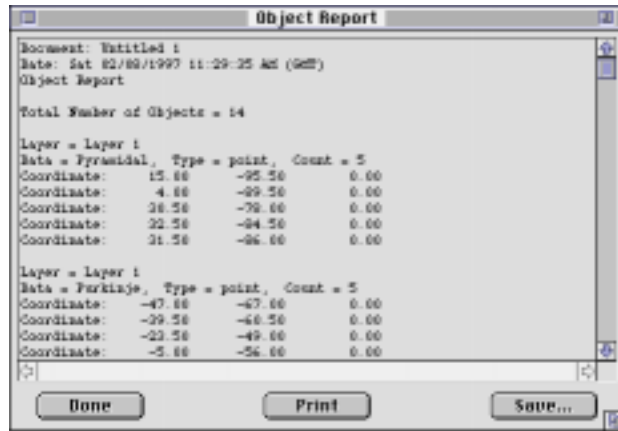 Object Report
Document: Untitled 1
Date: Sat 02/08/1997 11:29:35 AM (GMT)
Object Report
Total Number of Objects = 14
Layer = Layer 1
Data = Pyramidal, Type = point, Count = 5
Coordinate: 15.00 -95.50 0.00
Coordinate: 4.00 -89.50 0.00
Coordinate: 30.50 -78.00 0.00
Coordinate: 32.50 -84.50 0.00
Coordinate: 31.50 -86.00 0.00
Layer = Layer 1
Data = Purkinje, Type = point, Count = 5
Coordinate: -47.00 -67.00 0.00
Coordinate: -39.50 -60.50 0.00
Coordinate: -23.50 -49.00 0.00
Coordinate: -5.00 -56.00 0.00
Done Print Save...